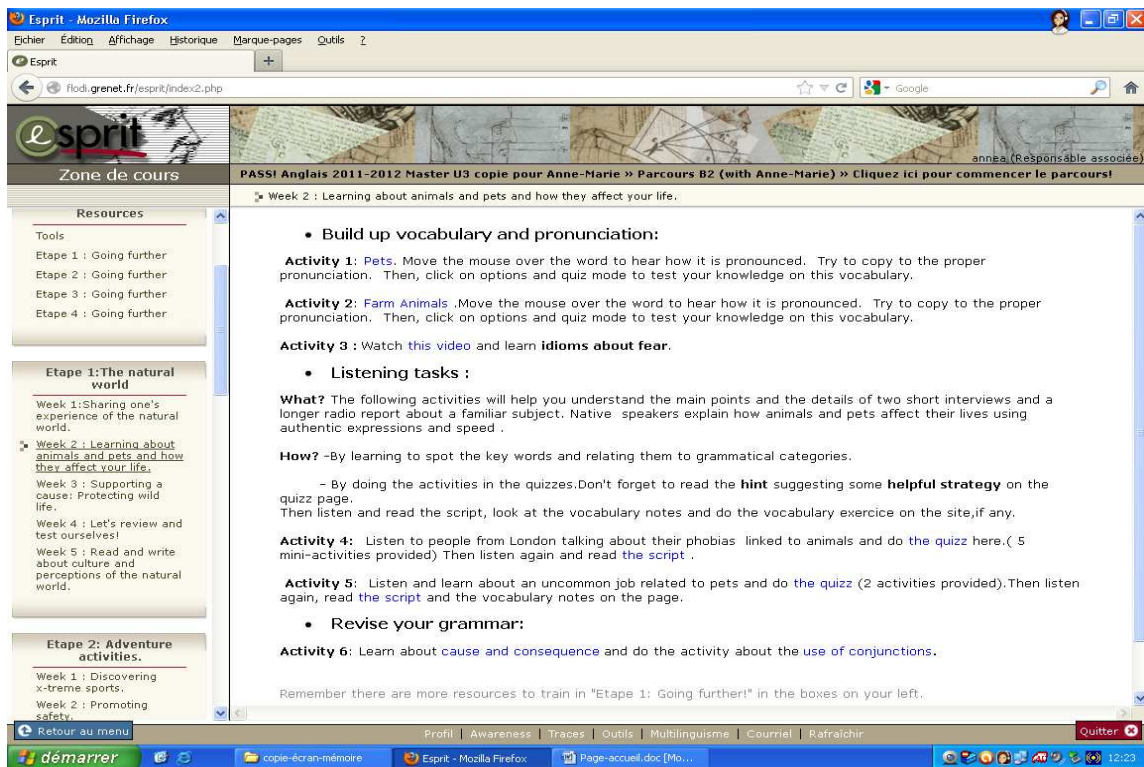 Esprit - Mozilla Firefox
Eichier Édition Affichage Historique Marque-pages Outils ?
Esprit
+
flodi.grenet.fr/esprit/index2.php
Google
esprit
annea (Responsable associée)
Zone de cours
PASS! Anglais 2011-2012 Master U3 copie pour Anne-Marie » Parcours B2 (with Anne-Marie) » Cliquez ici pour commencer le parcours!
Week 2 : Learning about animals and pets and how they affect your life.
Resources
Tools
Etape 1 : Going further
Etape 2 : Going further
Etape 3 : Going further
Etape 4 : Going further
Etape 1:The natural
world
Week 1:Sharing one's
experience of the natural
world.
Week 2 : Learning about
animals and pets and how
they affect your life.
Week 3 : Supporting a
cause: Protecting wild
life.
Week 4 : Let's review and
test ourselves!
Week 5 : Read and write
about culture and
perceptions of the natural
world.
Etape 2: Adventure
activities.
Week 1 : Discovering
x-treme sports.
Week 2 : Promoting
safety.
• Build up vocabulary and pronunciation:
Activity 1: Pets. Move the mouse over the word to hear how it is pronounced. Try to copy to the proper
pronunciation. Then, click on options and quiz mode to test your knowledge on this vocabulary.
Activity 2: Farm Animals .Move the mouse over the word to hear how it is pronounced. Try to copy to the proper
pronunciation. Then, click on options and quiz mode to test your knowledge on this vocabulary.
Activity 3 : Watch this video and learn idioms about fear.
• Listening tasks :
What? The following activities will help you understand the main points and the details of two short interviews and a
longer radio report about a familiar subject. Native speakers explain how animals and pets affect their lives using
authentic expressions and speed .
How? -By learning to spot the key words and relating them to grammatical categories.
- By doing the activities in the quizzes.Don't forget to read the hint suggesting some helpful strategy on the
quizz page.
Then listen and read the script, look at the vocabulary notes and do the vocabulary exercice on the site,if any.
Activity 4: Listen to people from London talking about their phobias linked to animals and do the quizz here.( 5
mini-activities provided) Then listen again and read the script .
Activity 5: Listen and learn about an uncommon job related to pets and do the quizz (2 activities provided).Then listen
again, read the script and the vocabulary notes on the page.
• Revise your grammar:
Activity 6: Learn about cause and consequence and do the activity about the use of conjunctions.
Remember there are more resources to train in "Etape 1: Going further!" in the boxes on your left.
Retour au menu
Profil | Awareness | Traces | Outils | Multilinguisme | Courriel | Rafraîchir
Quitter
démarrer
copie-écran-mémoire
Esprit - Mozilla Firefox
Page-accueil.doc [Mo...
12:23